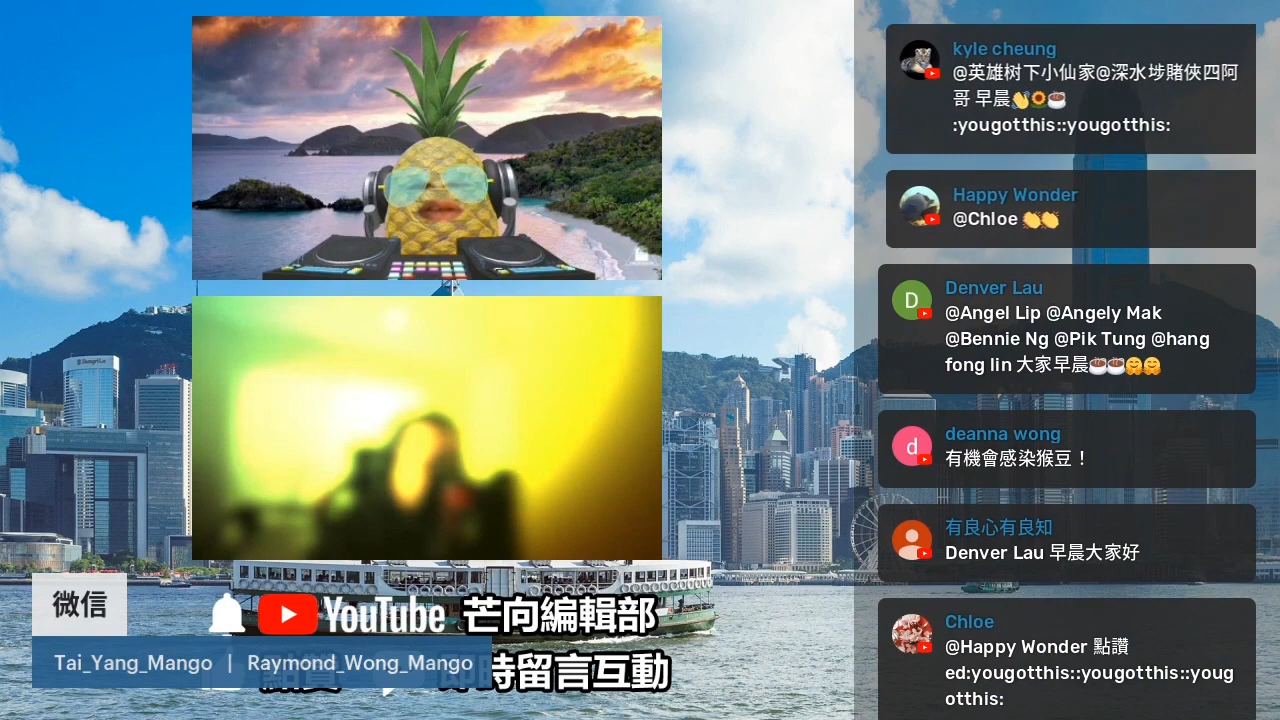 kyle cheung
@英雄树下小仙家@深水埗賭俠四阿
哥 早晨👋🌻☕
:yougotthis::yougotthis:
Happy Wonder
@Chloe 👏👏
Denver Lau
@Angel Lip @Angely Mak
@Bennie Ng @Pik Tung @hang
fong lin 大家早晨☕☕🤗🤗
deanna wong
有機會感染猴豆！
有良心有良知
Denver Lau 早晨大家好
Chloe
@Happy Wonder 點讚
ed:yougotthis::yougotthis::youg
otthis:
微信
Tai_Yang_Mango | Raymond_Wong_Mango
YouTube 芒向編輯部
即時留言互動